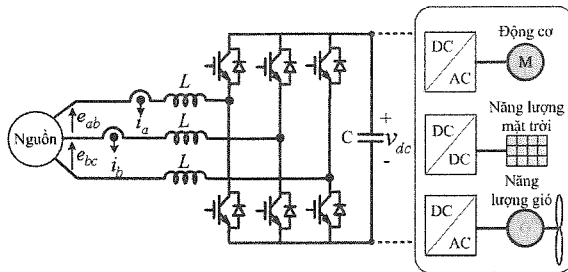 L
L
L
e_ab
e_bc
i_a
i_b
Nguồn
C
+
v_dc
-
DC
AC
Động cơ
M
DC
DC
Năng lượng
mặt trời
DC
AC
Năng
lượng gió
G